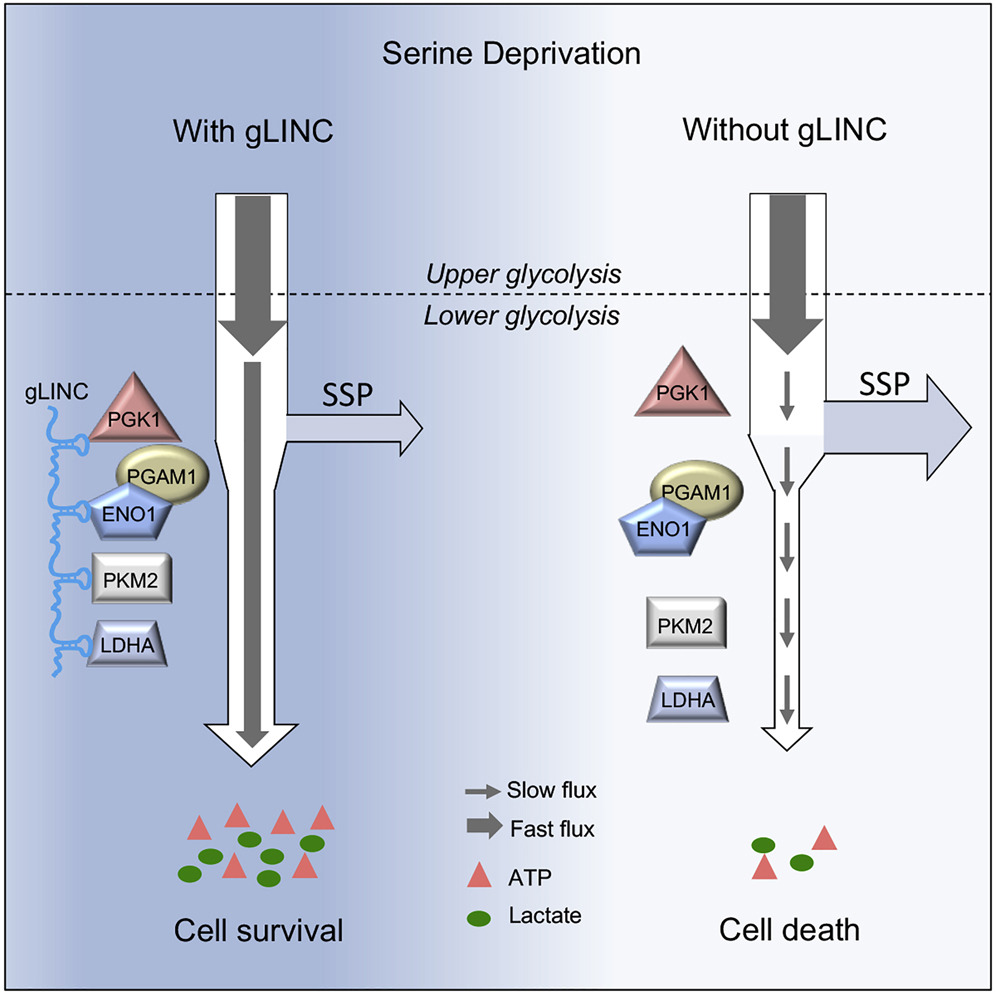 Serine Deprivation
With gLINC
Without gLINC
Upper glycolysis
Lower glycolysis
gLINC
PGK1
PGAM1
ENO1
PKM2
LDHA
SSP
PGK1
PGAM1
ENO1
PKM2
LDHA
SSP
Slow flux
Fast flux
ATP
Lactate
Cell survival
Cell death